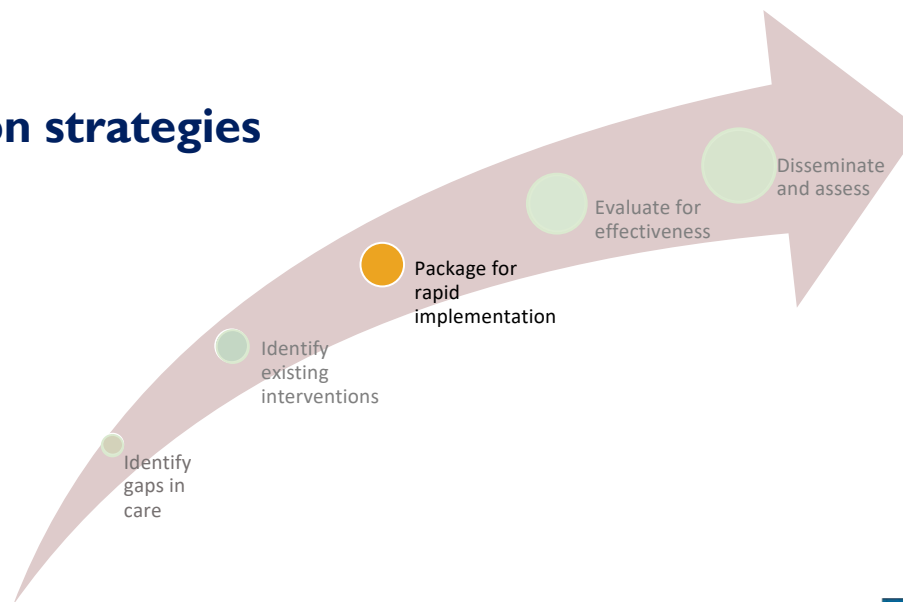 on strategies
Disseminate
and assess
Evaluate for
effectiveness
Package for
rapid
implementation
Identify
existing
interventions
Identify
gaps in
care